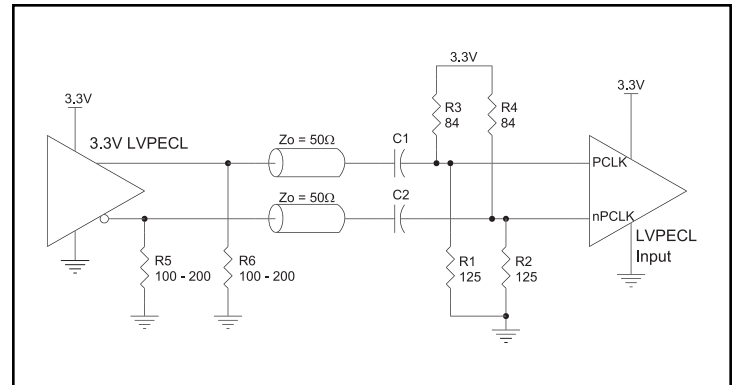 3.3V
3.3V
3.3V
R3
84
R4
84
3.3V LVPECL
Zo = 50Ω
C1
PCLK
Zo = 50Ω
C2
nPCLK
LVPECL
Input
R5
100 - 200
R6
100 - 200
R1
125
R2
125